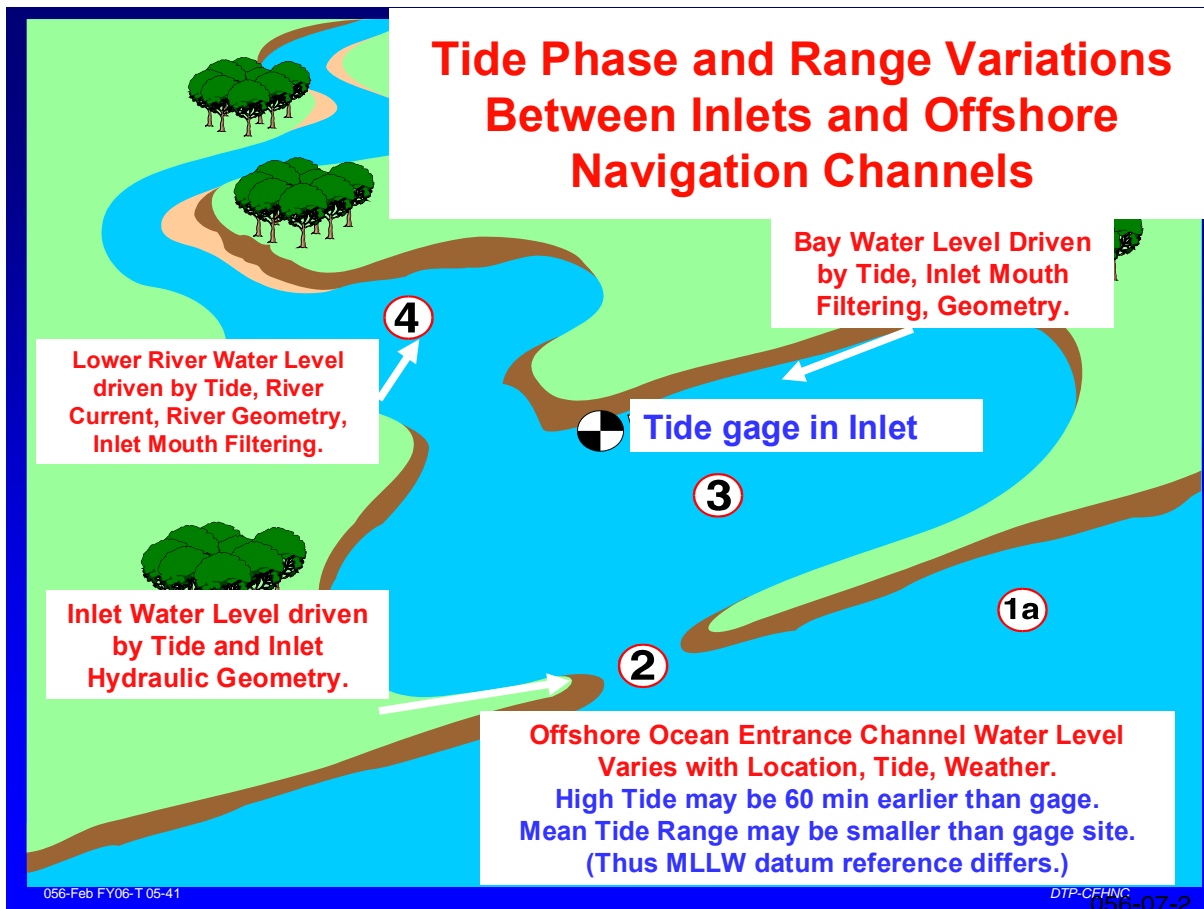 Tide Phase and Range Variations
Between Inlets and Offshore
Navigation Channels
Bay Water Level Driven
by Tide, Inlet Mouth
Filtering, Geometry.
4
Lower River Water Level
driven by Tide, River
Current, River Geometry,
Inlet Mouth Filtering.
Tide gage in Inlet
3
Inlet Water Level driven
by Tide and Inlet
Hydraulic Geometry.
1a
2
Offshore Ocean Entrance Channel Water Level
Varies with Location, Tide, Weather.
High Tide may be 60 min earlier than gage.
Mean Tide Range may be smaller than gage site.
(Thus MLLW datum reference differs.)
056-Feb FY06-T 05-41
DTP-CEHNC
056-07-2